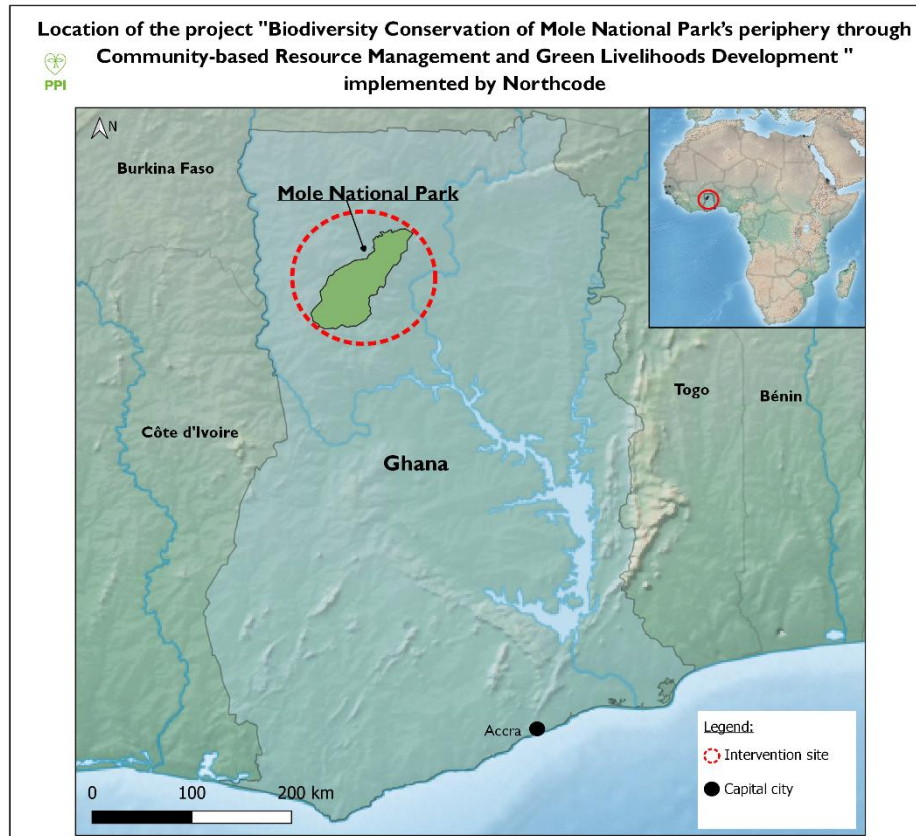 Location of the project "Biodiversity Conservation of Mole National Park's periphery through
Community-based Resource Management and Green Livelihoods Development "
implemented by Northcode
PPI
N
Burkina Faso
Mole National Park
Togo
Bénin
Côte d'Ivoire
Ghana
Accra
Legend:
Intervention site
Capital city
0 100 200 km